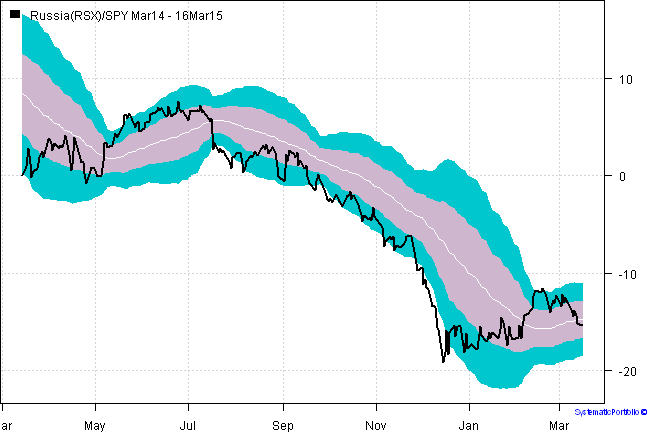 Russia(RSX)/SPY Mar14 - 16Mar15
10
0
-10
-20
ar May Jul Sep Nov Jan Mar
SystematicPortfolio ©